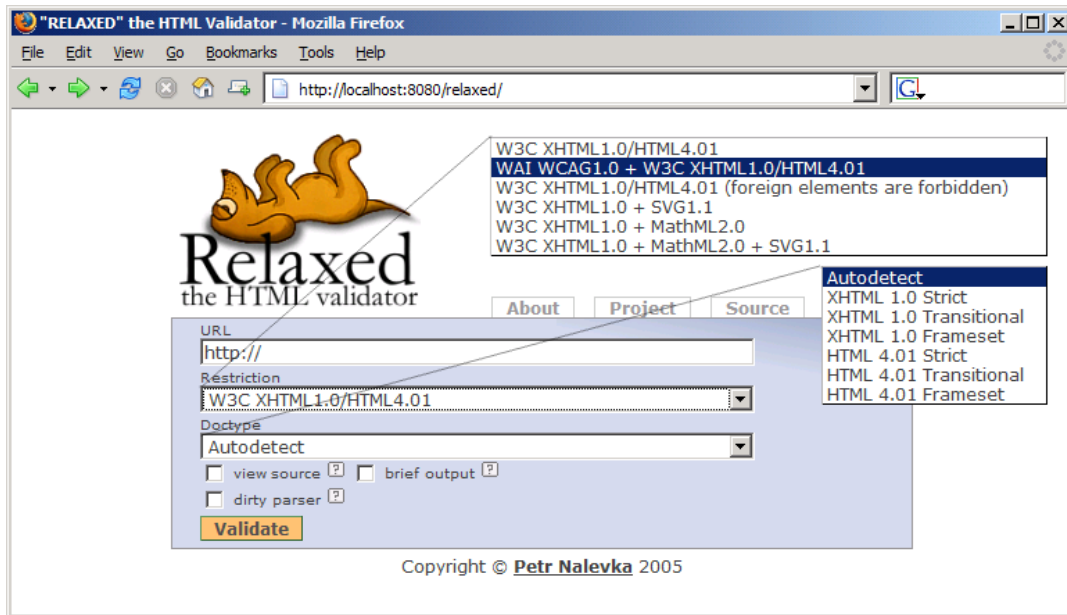 "RELAXED" the HTML Validator - Mozilla Firefox
File Edit View Go Bookmarks Tools Help
http://localhost:8080/relaxed/
G
W3C XHTML1.0/HTML4.01
WAI WCAG1.0 + W3C XHTML1.0/HTML4.01
W3C XHTML1.0/HTML4.01 (foreign elements are forbidden)
W3C XHTML1.0 + SVG1.1
W3C XHTML1.0 + MathML2.0
W3C XHTML1.0 + MathML2.0 + SVG1.1
Relaxed
the HTML validator
About Project Source
Autodetect
XHTML 1.0 Strict
XHTML 1.0 Transitional
XHTML 1.0 Frameset
HTML 4.01 Strict
HTML 4.01 Transitional
HTML 4.01 Frameset
URL
http://
Restriction
W3C XHTML1.0/HTML4.01
Doctype
Autodetect
view source ? brief output ?
dirty parser ?
Validate
Copyright © Petr Nalevka 2005